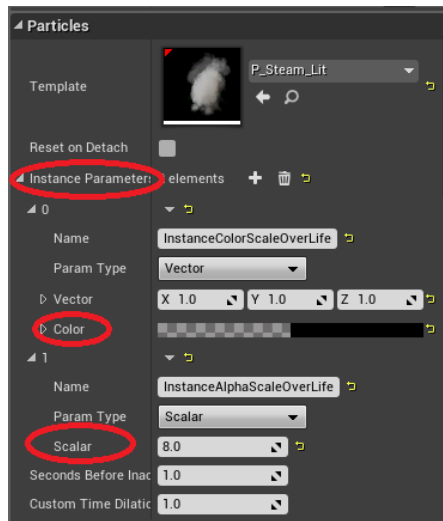 Particles
Template
P_Steam_Lit
Reset on Detach
Instance Parameter elements
0
Name InstanceColorScaleOverLife
Param Type Vector
Vector X 1.0 Y 1.0 Z 1.0
Color
1
Name InstanceAlphaScaleOverLife
Param Type Scalar
Scalar 8.0
Seconds Before Inac 1.0
Custom Time Dilatic 1.0